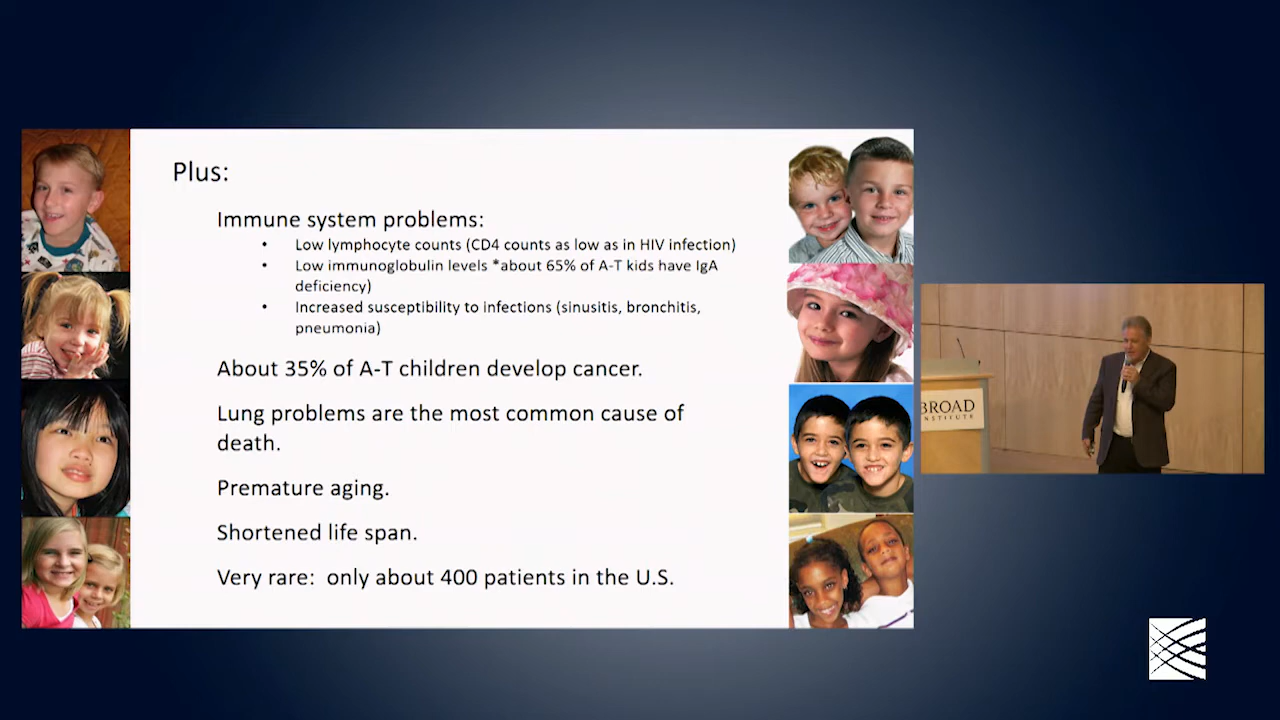 Plus:
Immune system problems:
• Low lymphocyte counts (CD4 counts as low as in HIV infection)
• Low immunoglobulin levels *about 65% of A-T kids have IgA
deficiency)
• Increased susceptibility to infections (sinusitis, bronchitis,
pneumonia)
About 35% of A-T children develop cancer.
Lung problems are the most common cause of
death.
Premature aging.
Shortened life span.
Very rare: only about 400 patients in the U.S.
BROAD
INSTITUTE